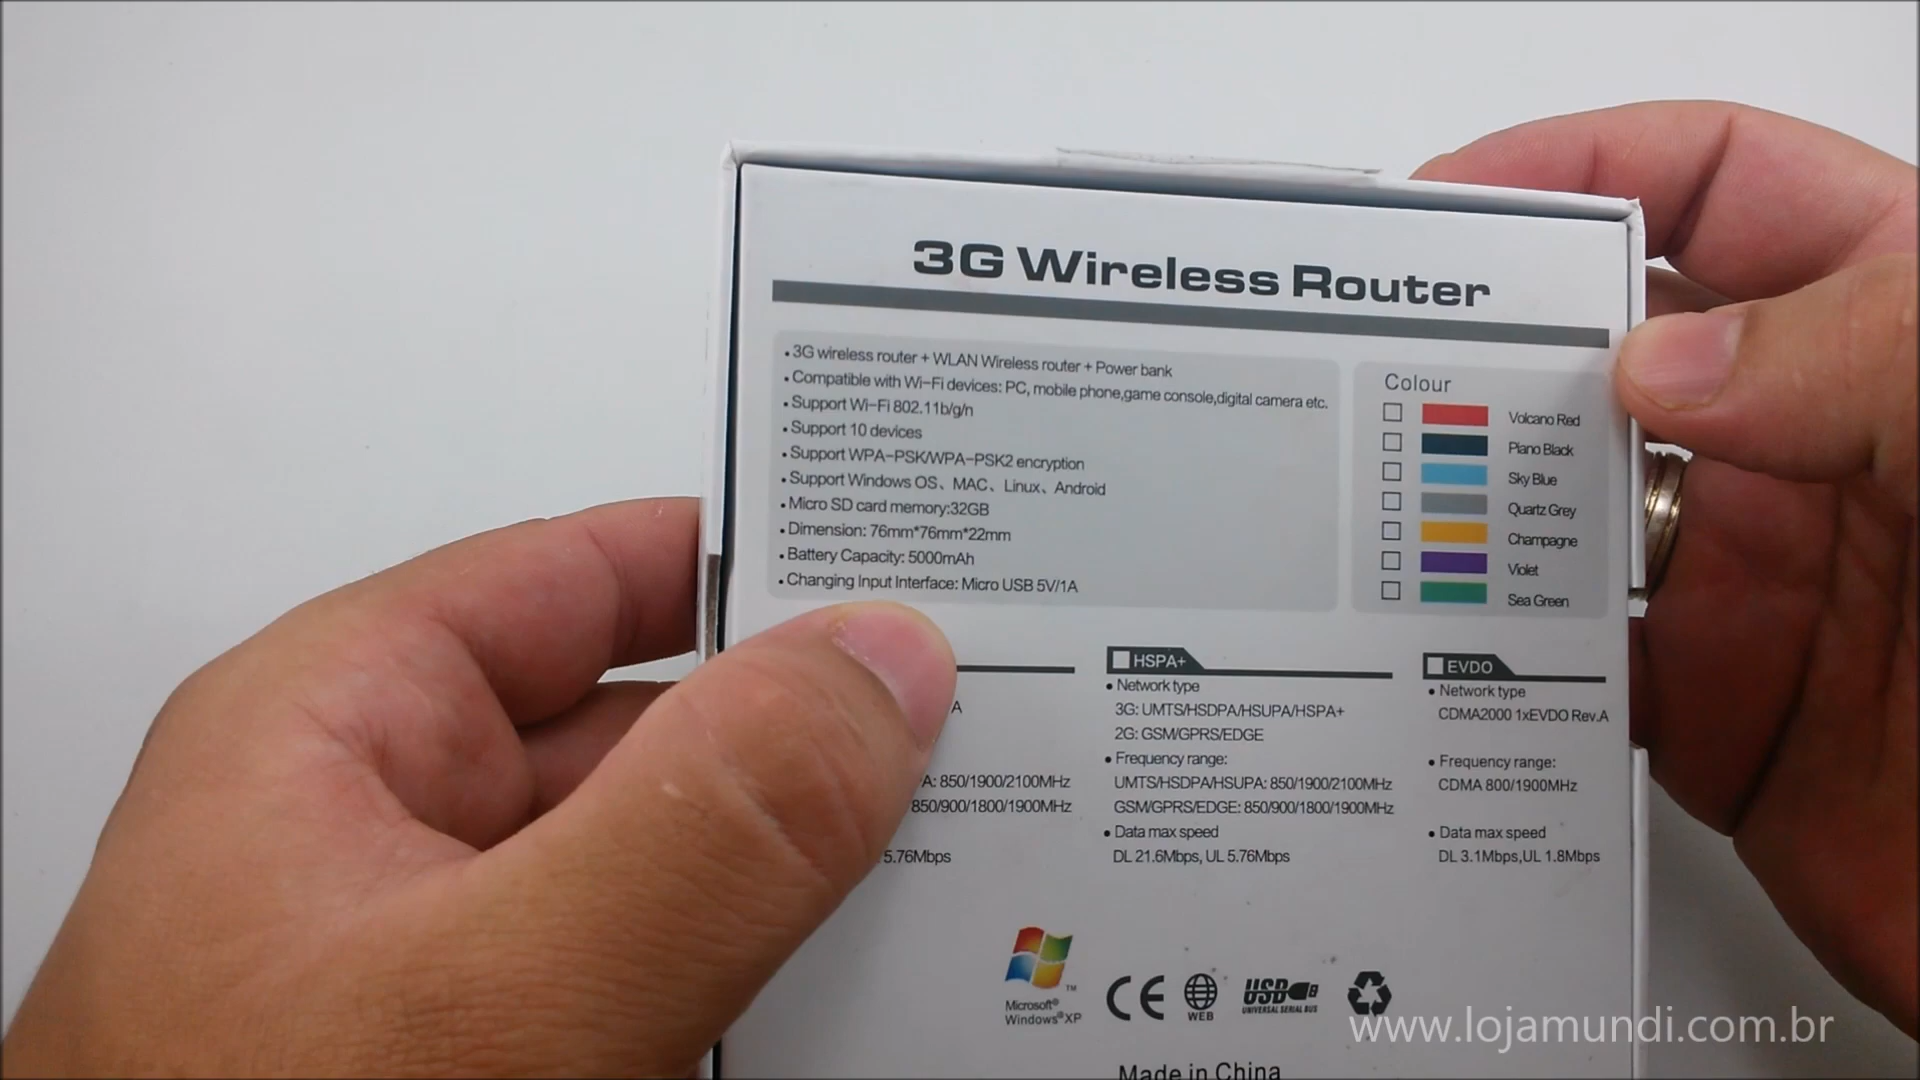 3G Wireless Router
• 3G wireless router + WLAN Wireless router + Power bank
• Compatible with Wi-Fi devices: PC, mobile phone,game console,digital camera etc.
• Support Wi-Fi 802.11b/g/n
• Support 10 devices
• Support WPA-PSK/WPA-PSK2 encryption
• Support Windows OS、MAC、Linux、Android
• Micro SD card memory:32GB
• Dimension: 76mm*76mm*22mm
• Battery Capacity: 5000mAh
• Changing Input Interface: Micro USB 5V/1A
Colour
Volcano Red
Piano Black
Sky Blue
Quartz Grey
Champagne
Violet
Sea Green
A
A: 850/1900/2100MHz
850/900/1800/1900MHz
5.76Mbps
HSPA+
• Network type
3G: UMTS/HSDPA/HSUPA/HSPA+
2G: GSM/GPRS/EDGE
• Frequency range:
UMTS/HSDPA/HSUPA: 850/1900/2100MHz
GSM/GPRS/EDGE: 850/900/1800/1900MHz
• Data max speed
DL 21.6Mbps, UL 5.76Mbps
EVDO
• Network type
CDMA2000 1xEVDO Rev.A
• Frequency range:
CDMA 800/1900MHz
• Data max speed
DL 3.1Mbps,UL 1.8Mbps
TM
Microsoft®
Windows®XP
CE
WEB
USB
UNIVERSAL SERIAL BUS
www.lojamundi.com.br
Made in China